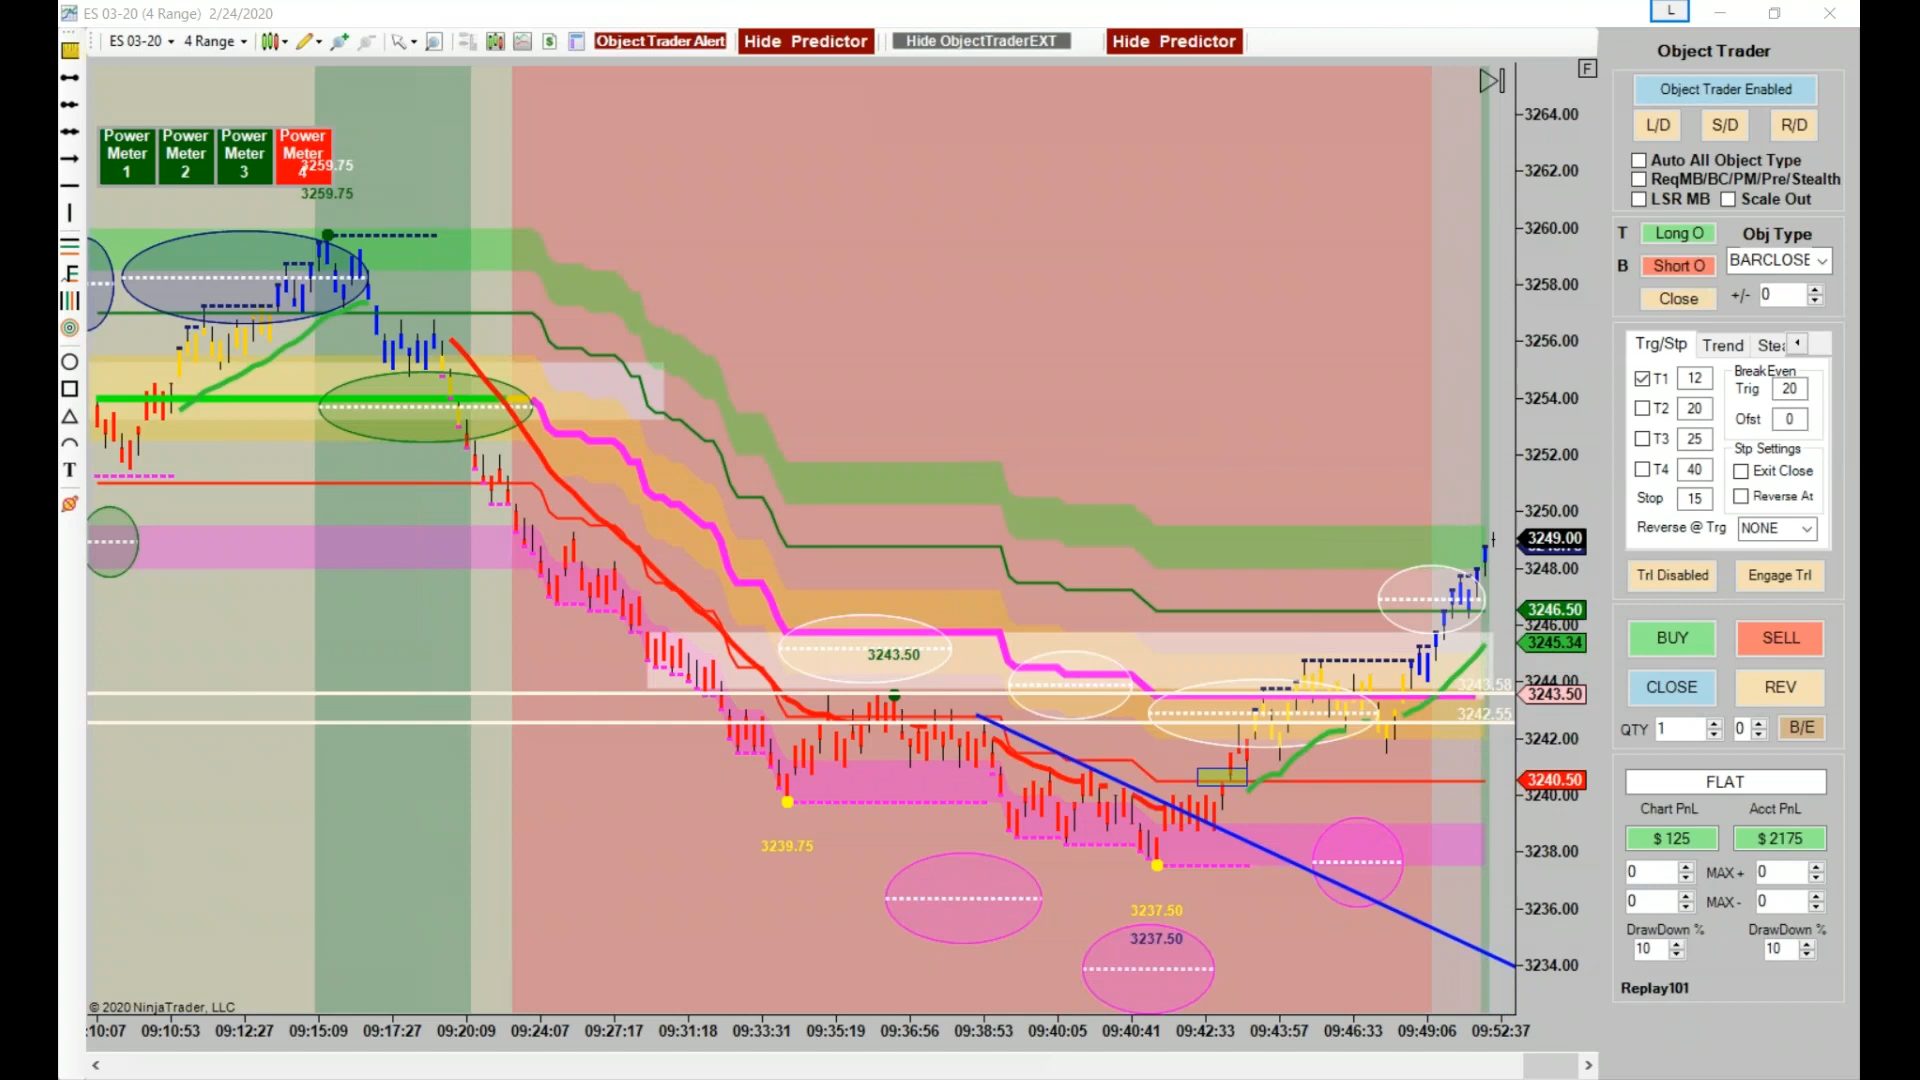 ES 03-20 (4 Range)  2/24/2020
L
ES 03-20 4 Range Object Trader Alert Hide Predictor Hide ObjectTraderEXT Hide Predictor
F
Power Meter 1
Power Meter 2
Power Meter 3
Power Meter 4
3259.75
3259.75
3243.50
3239.75
3237.50
3237.50
3243.58
3242.55
© 2020 NinjaTrader, LLC
3264.00
3262.00
3260.00
3258.00
3256.00
3254.00
3252.00
3250.00
3249.00
3248.00
3246.50
3246.00
3245.34
3244.00
3243.50
3242.00
3240.50
3240.00
3238.00
3236.00
3234.00
:10:07 09:10:53 09:12:27 09:15:09 09:17:27 09:20:09 09:24:07 09:27:17 09:31:18 09:33:31 09:35:19 09:36:56 09:38:53 09:40:05 09:40:41 09:42:33 09:43:57 09:46:33 09:49:06 09:52:37
Object Trader
Object Trader Enabled
L/D S/D R/D
Auto All Object Type
ReqMB/BC/PM/Pre/Stealth
LSR MB Scale Out
T Long O Obj Type
B Short O BARCLOSE
Close +/- 0
Trg/Stp Trend Stea
T1 12
T2 20
T3 25
T4 40
Stop 15
BreakEven
Trig 20
Ofst 0
Stp Settings
Exit Close
Reverse At
Reverse @ Trg NONE
Trl Disabled Engage Trl
BUY SELL
CLOSE REV
QTY 1 0 B/E
FLAT
Chart PnL Acct PnL
$ 125 $ 2175
0 MAX + 0
0 MAX - 0
DrawDown % DrawDown %
10 10
Replay101